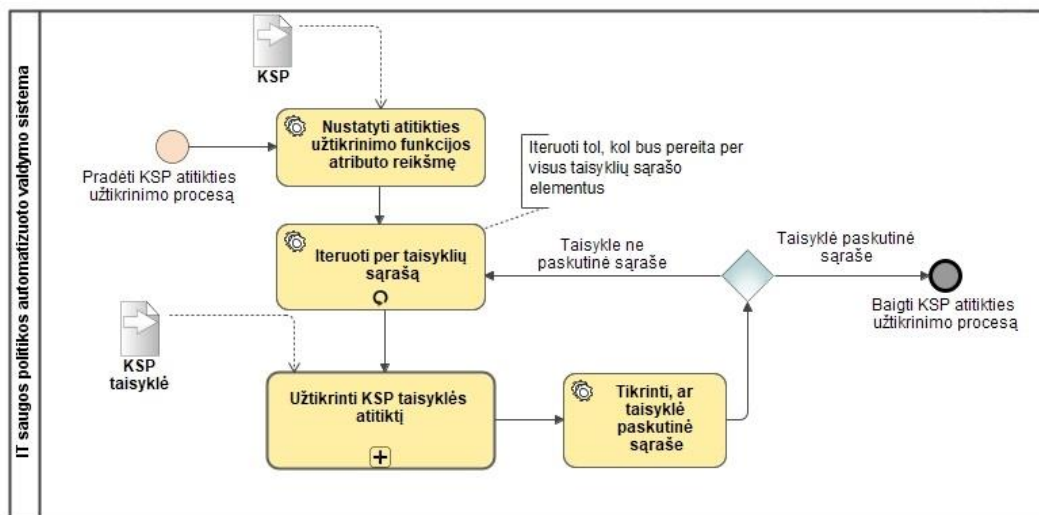 IT saugos politikos automatizuoto valdymo sistema
KSP
Nustatyti atitikties
užtikrinimo funkcijos
atributo reikšmę
Pradėti KSP atitikties
užtikrinimo procesą
Iteruoti tol, kol bus pereita per
visus taisyklių sąrašo
elementus
Iteruoti per taisyklių
sąrašą
Taisykle ne
paskutinė sąraše
Taisyklė paskutinė
sąraše
Baigti KSP atitikties
užtikrinimo procesą
KSP
taisyklė
Užtikrinti KSP taisyklės
atitiktį
Tikrinti, ar
taisyklė
paskutinė
sąraše